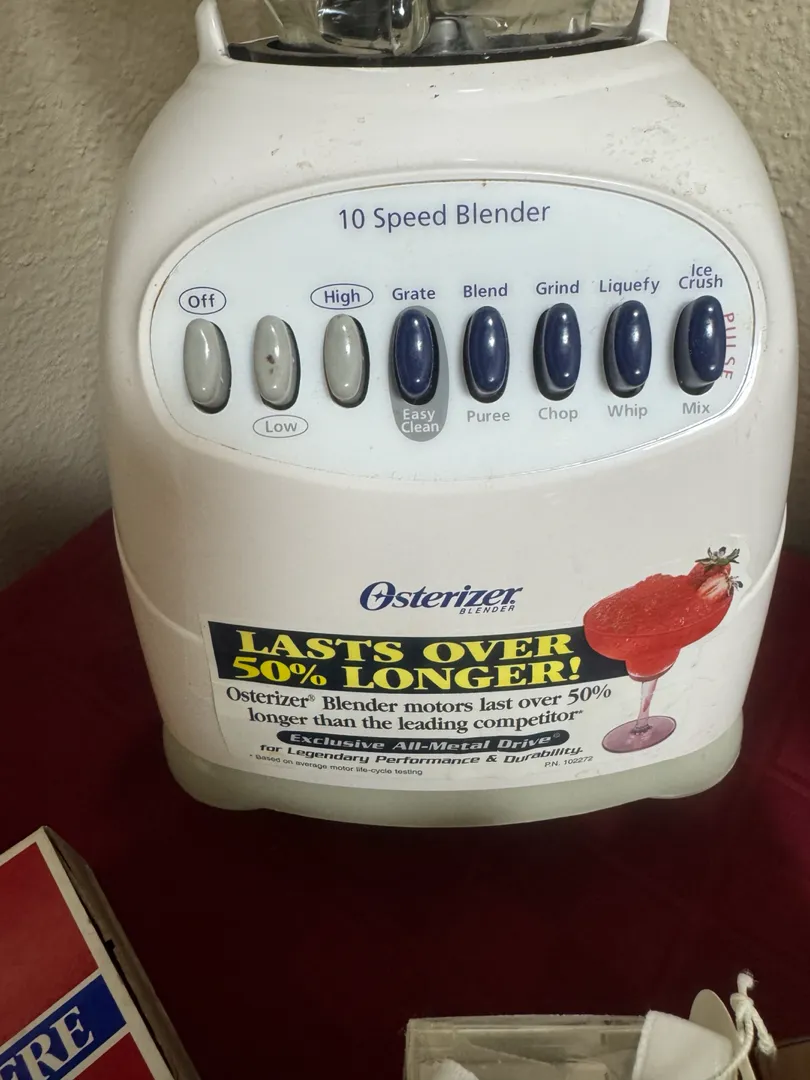 10 Speed Blender
Off
High
Grate
Blend
Grind
Liquefy
Ice
Crush
PULSE
Low
Easy
Clean
Puree
Chop
Whip
Mix
Osterizer®
BLENDER
LASTS OVER
50% LONGER!
Osterizer® Blender motors last over 50%
longer than the leading competitor*
Exclusive All-Metal Drive®
for Legendary Performance & Durability.
* Based on average motor life-cycle testing
P.N. 102272